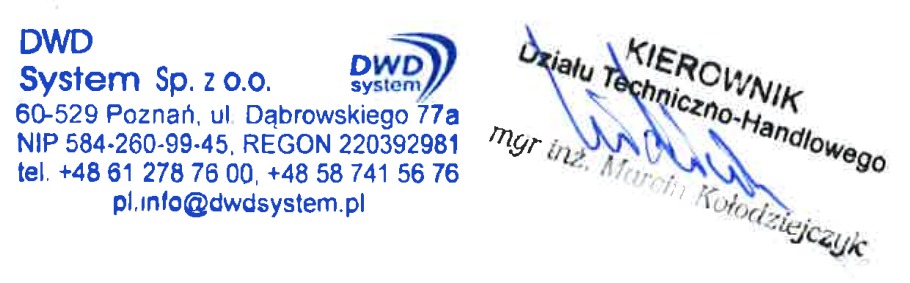 DWD
System Sp. z o.o.
DWD
system
60-529 Poznań, ul. Dąbrowskiego 77a
NIP 584-260-99-45, REGON 220392981
tel. +48 61 278 76 00, +48 58 741 56 76
pl.info@dwdsystem.pl
KIEROWNIK
Działu Techniczno-Handlowego
mgr inż. Marcin Kołodziejczyk